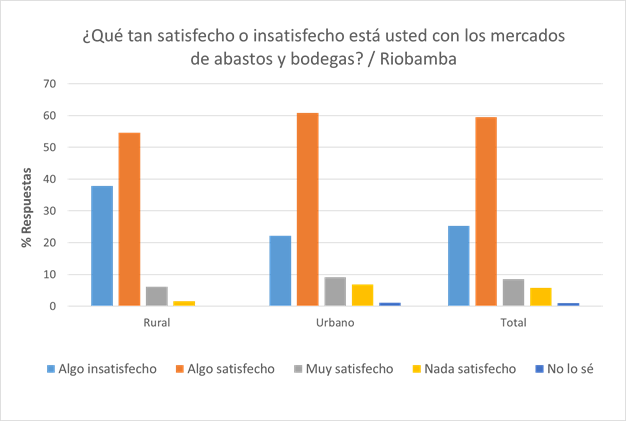 ¿Qué tan satisfecho o insatisfecho está usted con los mercados
de abastos y bodegas? / Riobamba
70
60
50
40
30
20
10
0
% Respuestas
Rural Urbano Total
Algo insatisfecho Algo satisfecho Muy satisfecho Nada satisfecho No lo sé